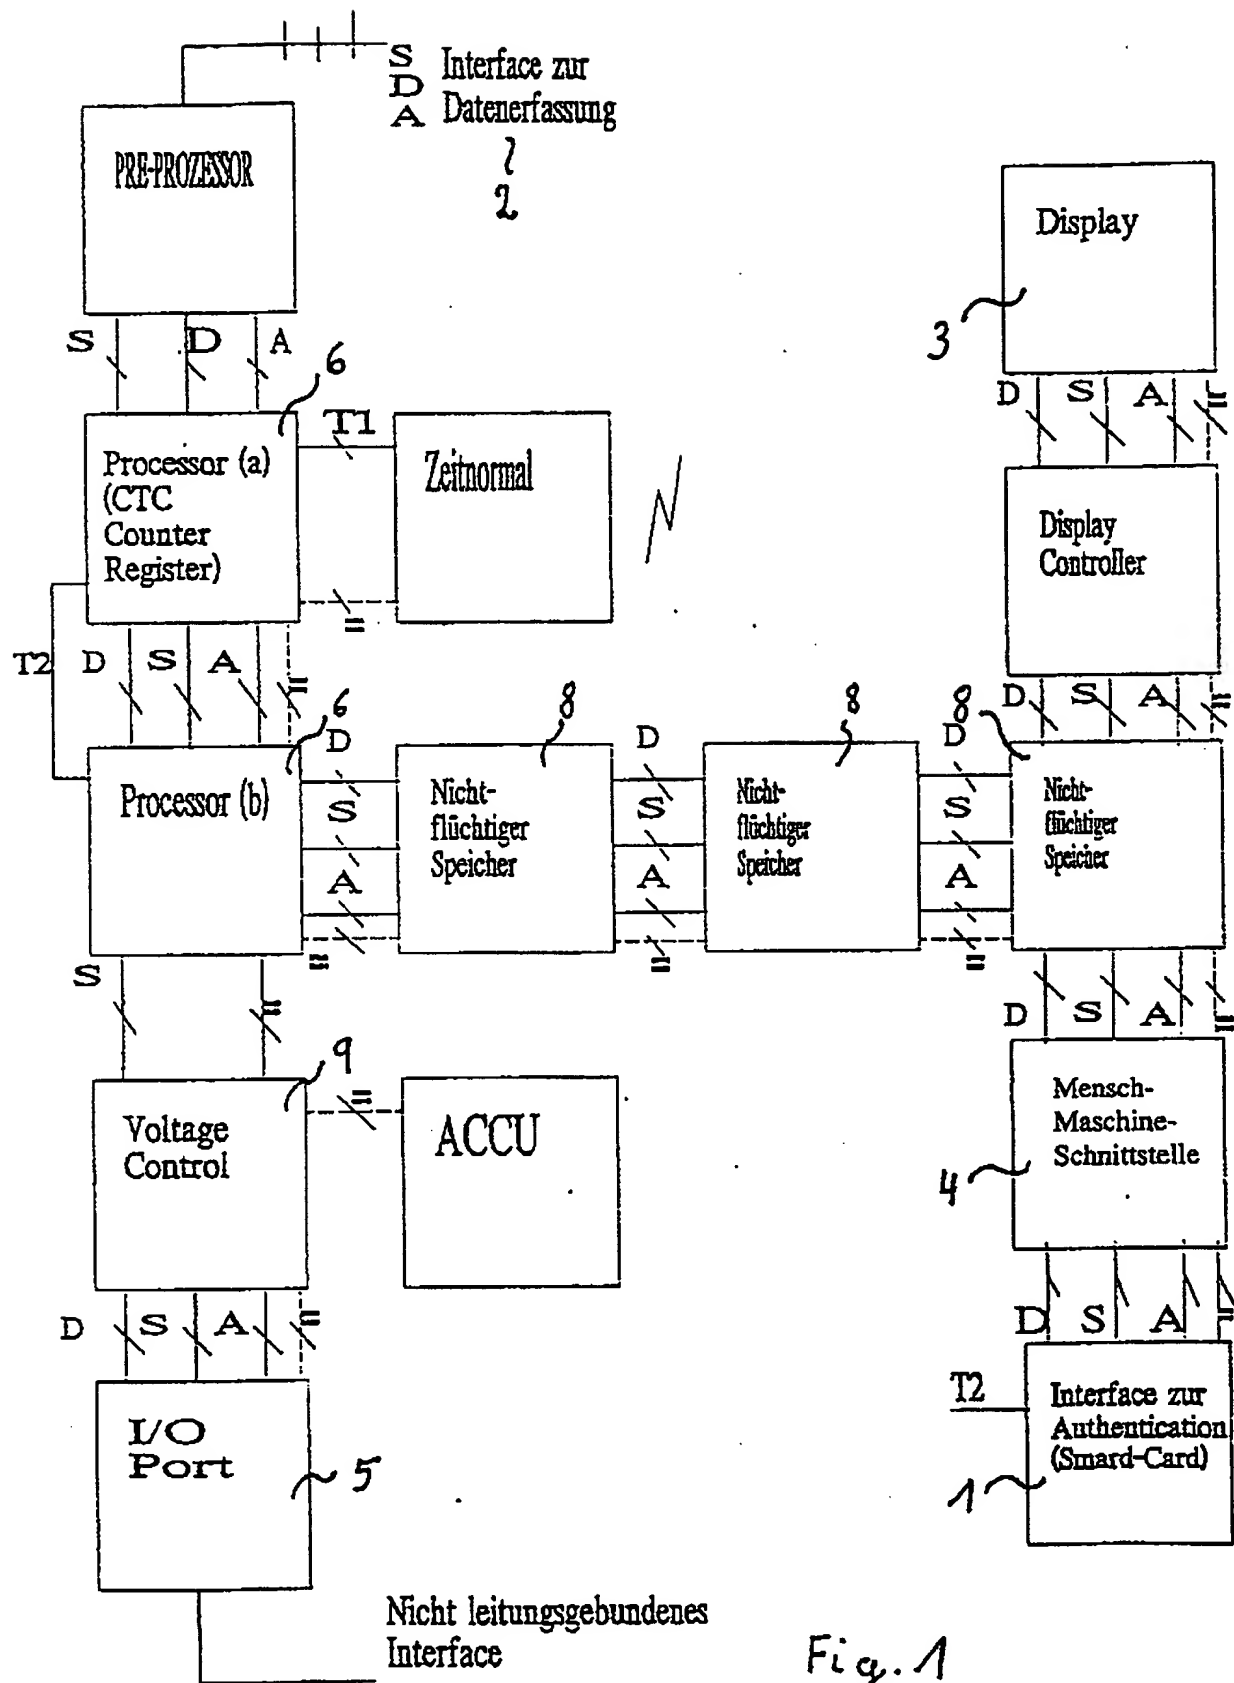 S Interface zur
D
A Datenerfassung
2
PRE-PROZESSOR
Display
3
S D A
D S A =
6
T1
Processor (a)
(CTC
Counter
Register)
Zeitnormal
Display
Controller
=
T2
D S A =
D S A =
6
8
8
8
Processor (b)
D
S
A
=
Nicht-
flüchtiger
Speicher
D
S
A
=
Nicht-
flüchtiger
Speicher
D
S
A
=
Nicht-
flüchtiger
Speicher
S =
D S A =
9
Voltage
Control
=
ACCU
Mensch-
Maschine-
Schnittstelle
4
D S A =
D S A =
T2
I/O
Port
5
Interface zur
Authentication
(Smard-Card)
1
Nicht leitungsgebundenes
Interface
Fig. 1